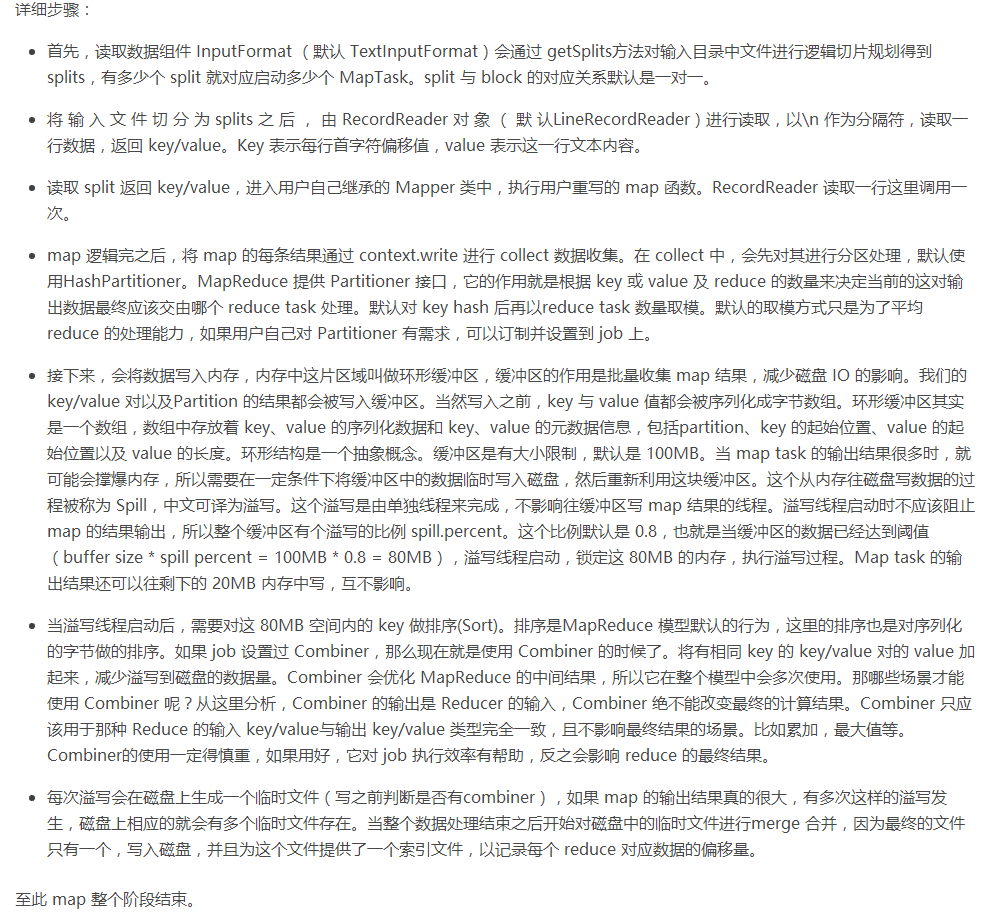 详细步骤：
首先，读取数据组件 InputFormat （ 默认 TextInputFormat ) 会通过 getSplits方法对输入目录中文件进行逻辑切片规划得到
splits，有多少个 split 就对应启动多少个 MapTask。split 与 block 的对应关系默认是一对一。
将 输 入 文 件 切 分 为 splits 之 后 ， 由 RecordReader 对 象 （ 默 认LineRecordReader ) 进行读取，以\n 作为分隔符，读取一
行数据，返回 key/value。Key 表示每行首字符偏移值，value 表示这一行文本内容。
读取 split 返回 key/value，进入用户自己继承的 Mapper 类中，执行用户重写的 map 函数。RecordReader 读取一行这里调用一
次。
map 逻辑完之后，将 map 的每条结果通过 context.write 进行 collect 数据收集。在 collect 中，会先对其进行分区处理，默认使
用HashPartitioner。MapReduce 提供 Partitioner 接口，它的作用就是根据 key 或 value 及 reduce 的数量来决定当前的这对输
出数据最终应该交由哪个 reduce task 处理。默认对 key hash 后再以reduce task 数量取模。默认的取模方式只是为了平均
reduce 的处理能力，如果用户自己对 Partitioner 有需求，可以订制并设置到 job 上。
接下来，会将数据写入内存，内存中这片区域叫做环形缓冲区，缓冲区的作用是批量收集 map 结果，减少磁盘 IO 的影响。我们的
key/value 对以及Partition 的结果都会被写入缓冲区。当然写入之前，key 与 value 值都会被序列化成字节数组。环形缓冲区其实
是一个数组，数组中存放着 key、value 的序列化数据和 key、value 的元数据信息，包括partition、key 的起始位置、value 的起
始位置以及 value 的长度。环形结构是一个抽象概念。缓冲区是有大小限制，默认是 100MB。当 map task 的输出结果很多时，就
可能会撑爆内存，所以需要在一定条件下将缓冲区中的数据临时写入磁盘，然后重新利用这块缓冲区。这个从内存往磁盘写数据的过
程被称为 Spill，中文可译为溢写。这个溢写是由单独线程来完成，不影响往缓冲区写 map 结果的线程。溢写线程启动时不应该阻止
map 的结果输出，所以整个缓冲区有个溢写的比例 spill.percent。这个比例默认是 0.8，也就是当缓冲区的数据已经达到阈值
（ buffer size * spill percent = 100MB * 0.8 = 80MB ），溢写线程启动，锁定这 80MB 的内存，执行溢写过程。Map task 的输
出结果还可以往剩下的 20MB 内存中写，互不影响。
当溢写线程启动后，需要对这 80MB 空间内的 key 做排序(Sort)。排序是MapReduce 模型默认的行为，这里的排序也是对序列化
的字节做的排序。如果 job 设置过 Combiner，那么现在就是使用 Combiner 的时候了。将有相同 key 的 key/value 对的 value 加
起来，减少溢写到磁盘的数据量。Combiner 会优化 MapReduce 的中间结果，所以它在整个模型中会多次使用。那哪些场景才能
使用 Combiner 呢？从这里分析，Combiner 的输出是 Reducer 的输入，Combiner 绝不能改变最终的计算结果。Combiner 只应
该用于那种 Reduce 的输入 key/value与输出 key/value 类型完全一致，且不影响最终结果的场景。比如累加，最大值等。
Combiner的使用一定得慎重，如果用好，它对 job 执行效率有帮助，反之会影响 reduce 的最终结果。
每次溢写会在磁盘上生成一个临时文件（写之前判断是否有combiner），如果 map 的输出结果真的很大，有多次这样的溢写发
生，磁盘上相应的就会有多个临时文件存在。当整个数据处理结束之后开始对磁盘中的临时文件进行merge 合并，因为最终的文件
只有一个，写入磁盘，并且为这个文件提供了一个索引文件，以记录每个 reduce 对应数据的偏移量。
至此 map 整个阶段结束。